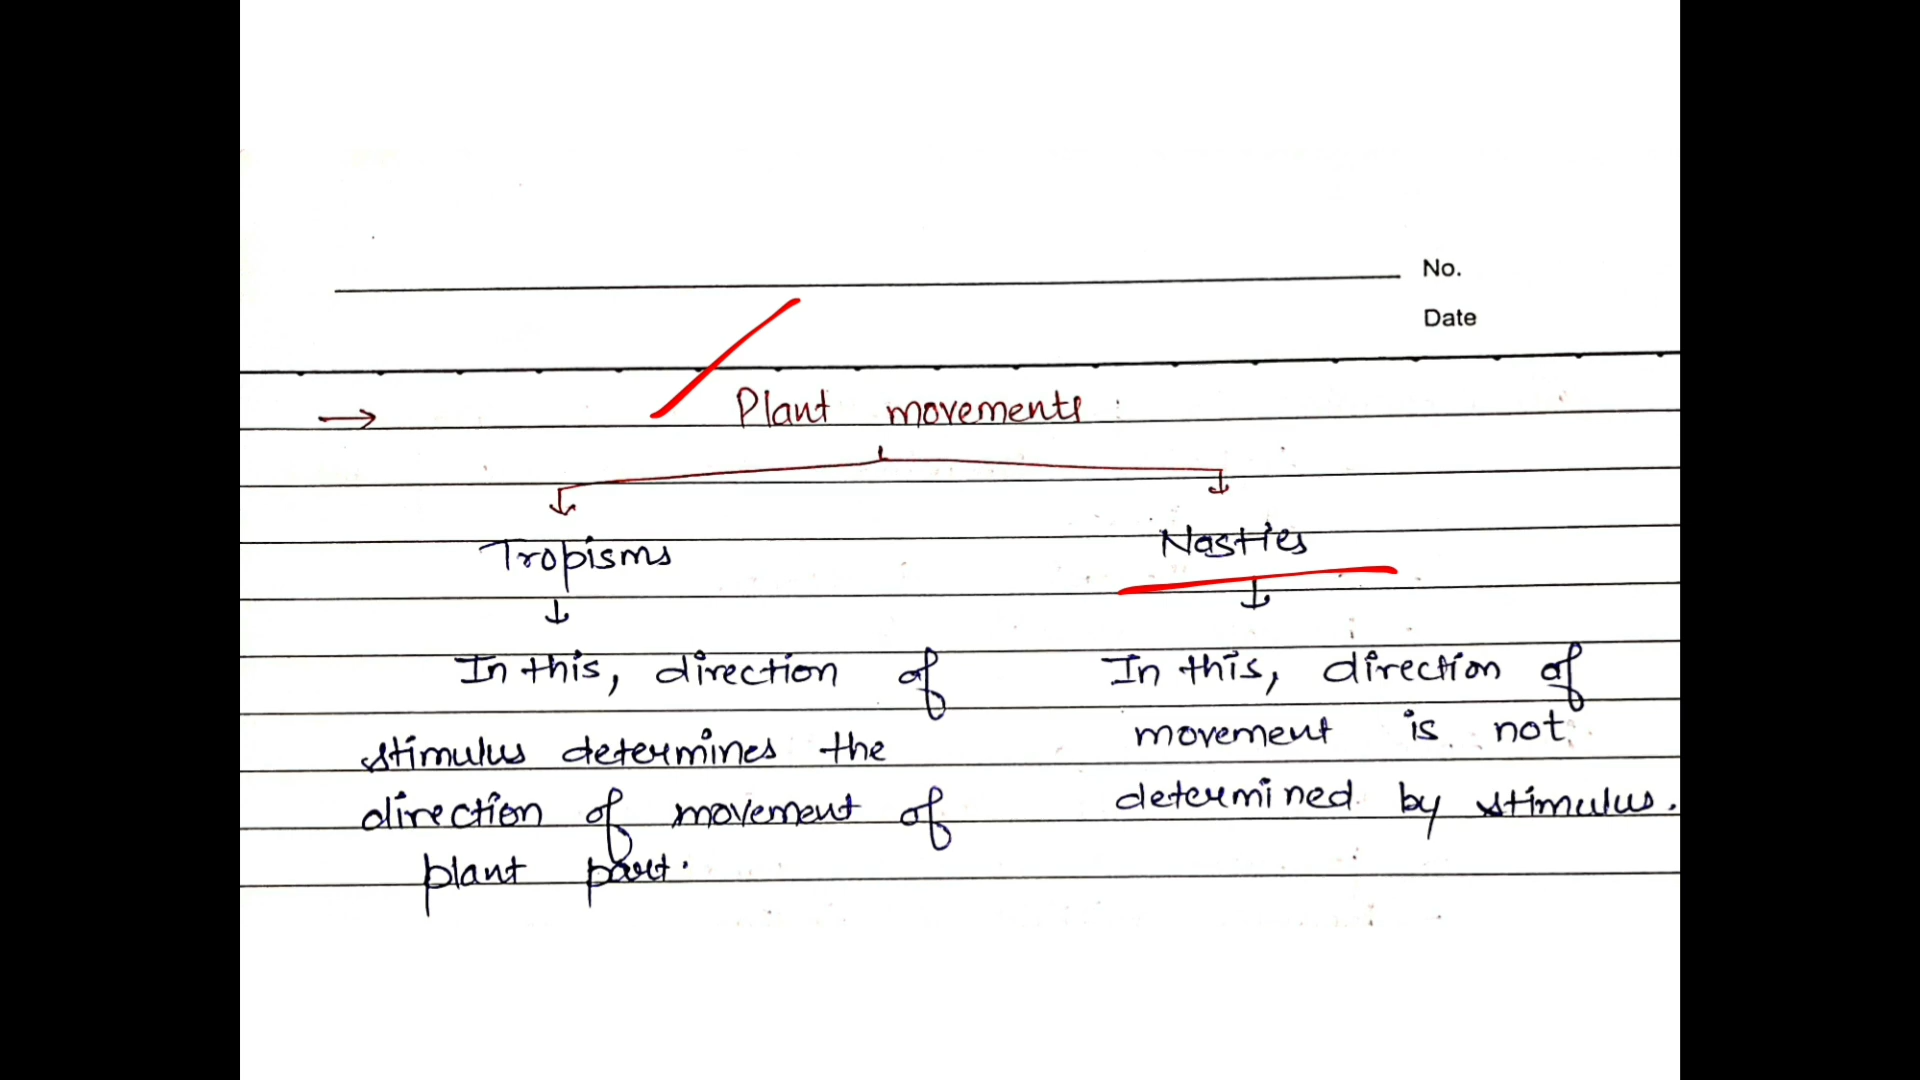 No.
Date
→ Plant movements :
Tropisms
Nasties
In this, direction of
stimulus determines the
direction of movement of
plant part.
In this, direction of
movement is not
determined by stimulus.